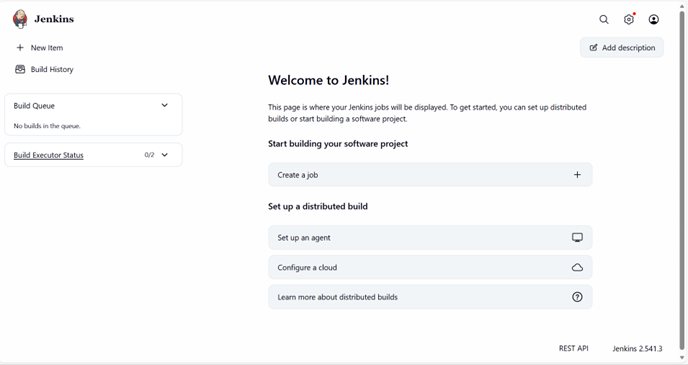 Jenkins
New Item
Add description
Build History
Welcome to Jenkins!
Build Queue
No builds in the queue.
This page is where your Jenkins jobs will be displayed. To get started, you can set up distributed
builds or start building a software project.
Build Executor Status 0/2
Start building your software project
Create a job
Set up a distributed build
Set up an agent
Configure a cloud
Learn more about distributed builds
REST API Jenkins 2.541.3